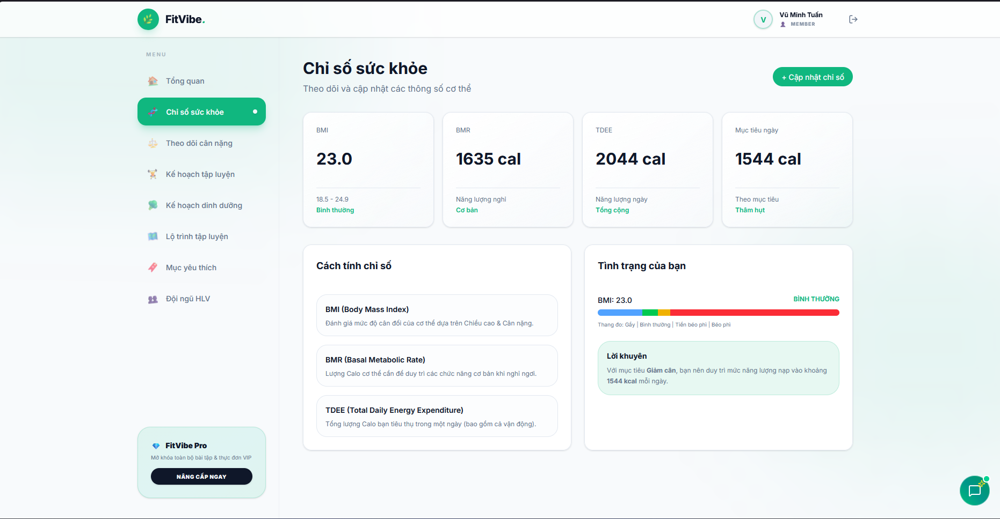 FitVibe.
V
Vũ Minh Tuấn
MEMBER
MENU
Tổng quan
Chỉ số sức khỏe
Theo dõi cân nặng
Kế hoạch tập luyện
Kế hoạch dinh dưỡng
Lộ trình tập luyện
Mục yêu thích
Đội ngũ HLV
FitVibe Pro
Mở khóa toàn bộ bài tập & thực đơn VIP
NÂNG CẤP NGAY
Chỉ số sức khỏe
Theo dõi và cập nhật các thông số cơ thể
+ Cập nhật chỉ số
BMI
23.0
18.5 - 24.9
Bình thường
BMR
1635 cal
Năng lượng nghỉ
Cơ bản
TDEE
2044 cal
Năng lượng ngày
Tổng cộng
Mục tiêu ngày
1544 cal
Theo mục tiêu
Thâm hụt
Cách tính chỉ số
BMI (Body Mass Index)
Đánh giá mức độ cân đối của cơ thể dựa trên Chiều cao & Cân nặng.
BMR (Basal Metabolic Rate)
Lượng Calo cơ thể cần để duy trì các chức năng cơ bản khi nghỉ ngơi.
TDEE (Total Daily Energy Expenditure)
Tổng lượng Calo bạn tiêu thụ trong một ngày (bao gồm cả vận động).
Tình trạng của bạn
BMI: 23.0
BÌNH THƯỜNG
Thang đo: Gầy | Bình thường | Tiền béo phì | Béo phì
Lời khuyên
Với mục tiêu Giảm cân, bạn nên duy trì mức năng lượng nạp vào khoảng
1544 kcal mỗi ngày.